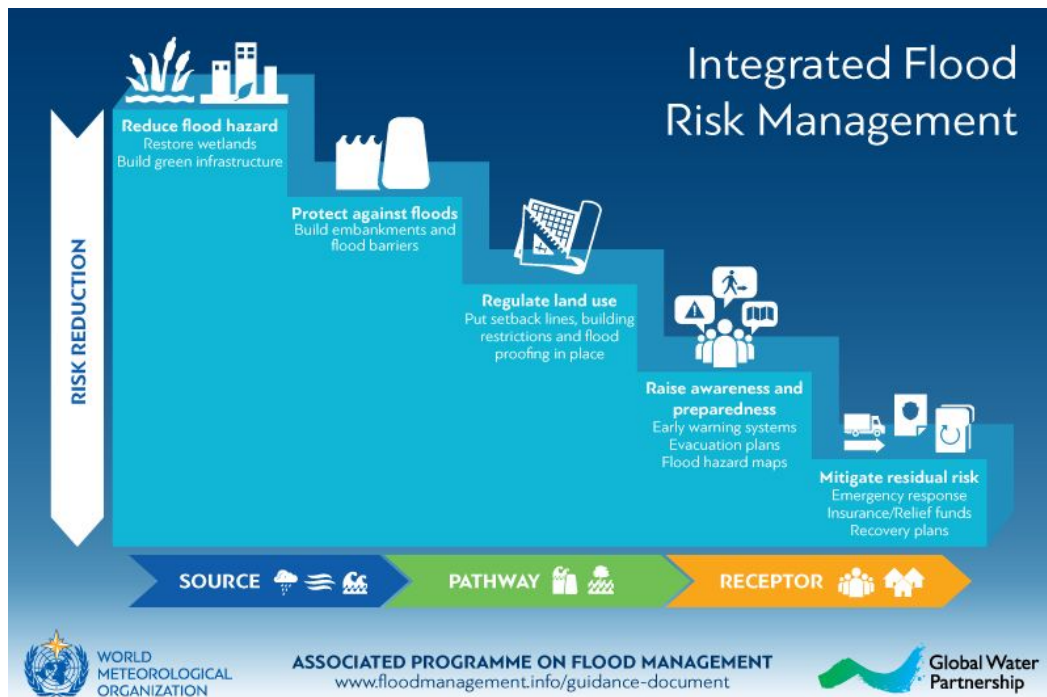 Integrated Flood
Risk Management
RISK REDUCTION
Reduce flood hazard
Restore wetlands
Build green infrastructure
Protect against floods
Build embankments and
flood barriers
Regulate land use
Put setback lines, building
restrictions and flood
proofing in place
Raise awareness and
preparedness
Early warning systems
Evacuation plans
Flood hazard maps
Mitigate residual risk
Emergency response
Insurance/Relief funds
Recovery plans
SOURCE
PATHWAY
RECEPTOR
WORLD
METEOROLOGICAL
ORGANIZATION
ASSOCIATED PROGRAMME ON FLOOD MANAGEMENT
www.floodmanagement.info/guidance-document
Global Water
Partnership